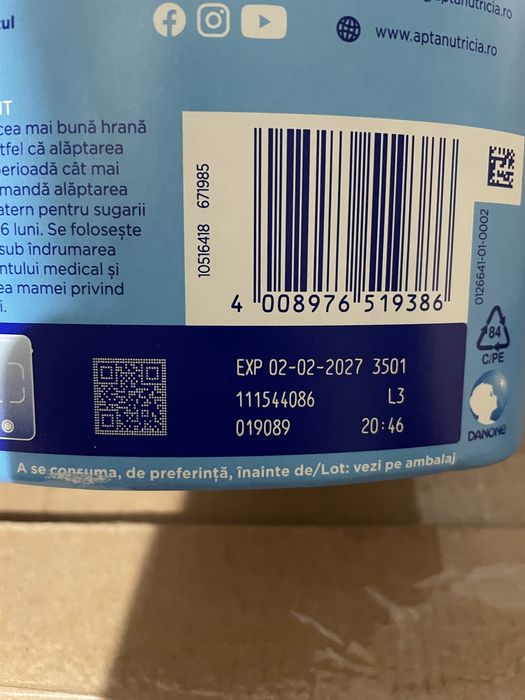 www.aptanutricia.ro
cea mai bună hrană
tfel că alăptarea
perioadă cât mai
mandă alăptarea
atern pentru sugarii
6 luni. Se folosește
sub îndrumarea
ntului medical și
ea mamei privind
10516418 671985
4 008976 519386
0126641-01-0002
84
C/PE
EXP 02-02-2027 3501
111544086 L3
019089 20:46
DANONE
A se consuma, de preferință, înainte de/Lot: vezi pe ambalaj